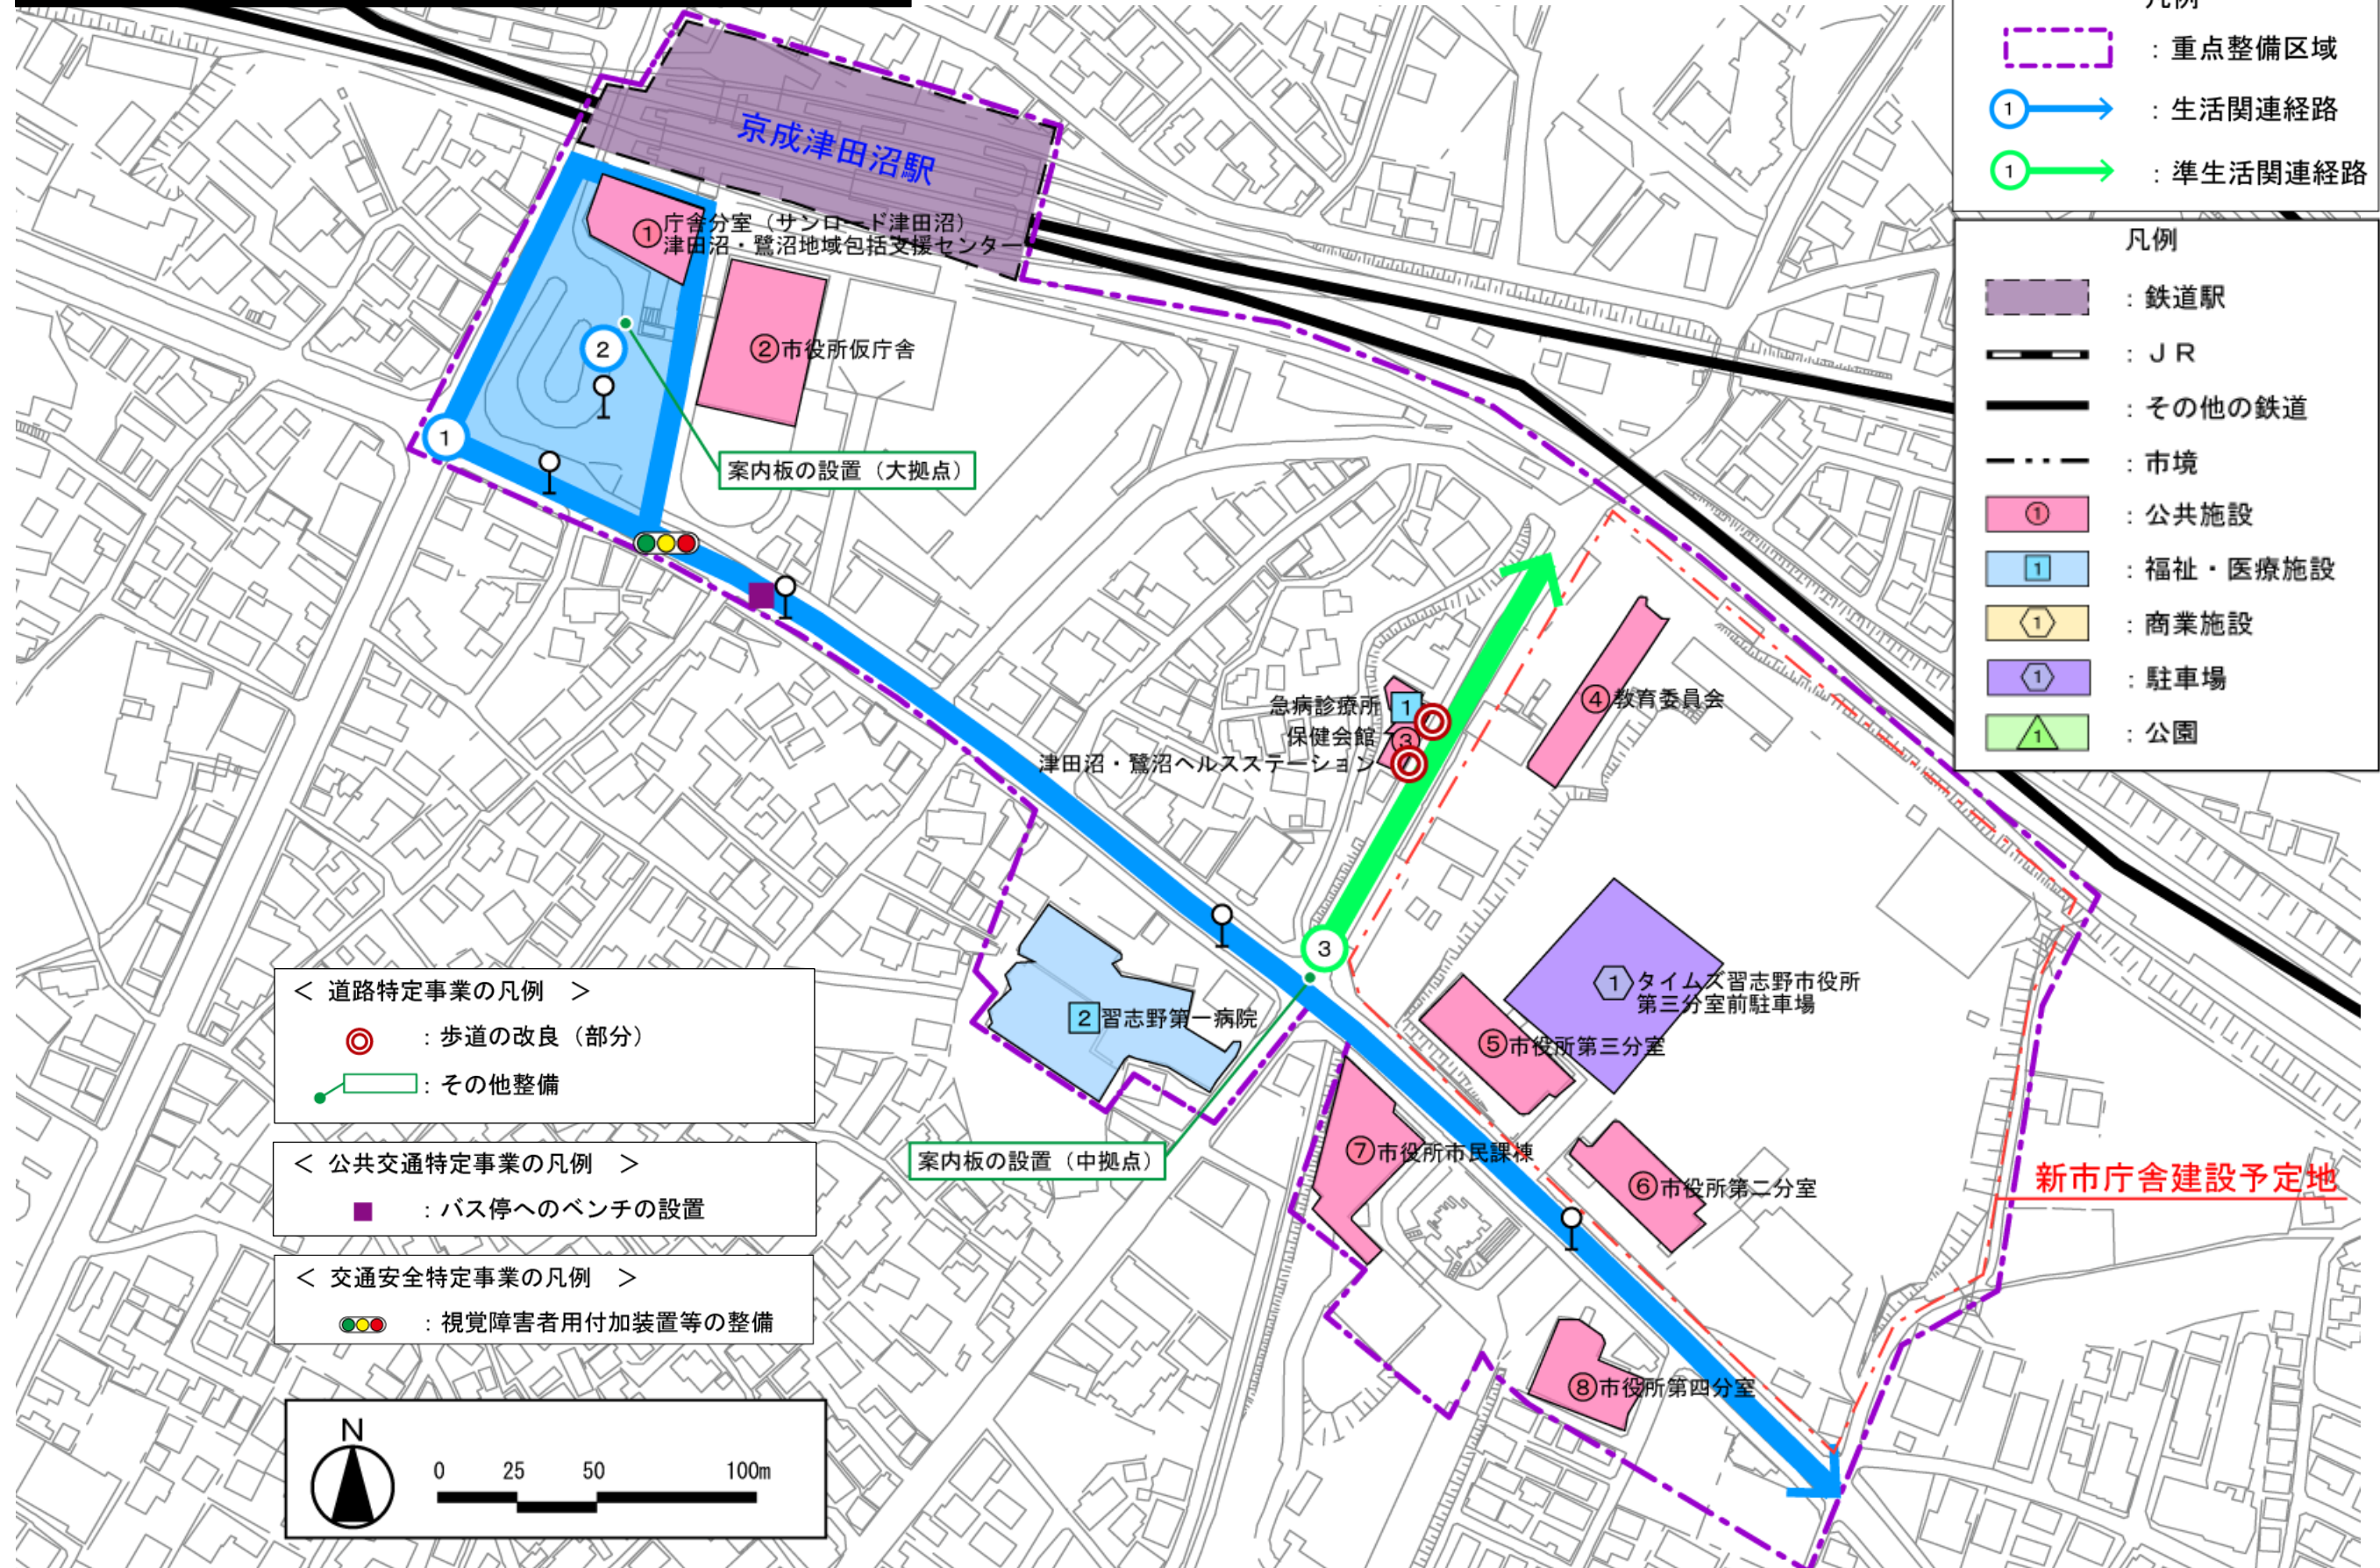 凡例
: 重点整備区域
1
: 生活関連経路
1
: 準生活関連経路
凡例
: 鉄道駅
: ＪＲ
: その他の鉄道
: 市境
1
: 公共施設
1
: 福祉・医療施設
1
: 商業施設
1
: 駐車場
1
: 公園
京成津田沼駅
①庁舎分室（サンロード津田沼）
津田沼・鷺沼地域包括支援センター
②市役所仮庁舎
2
1
案内板の設置（大拠点）
急病診療所 1
保健会館 ③
津田沼・鷺沼ヘルスステーション
④教育委員会
3
1 タイムズ習志野市役所
第三分室前駐車場
2 習志野第一病院
⑤市役所第三分室
案内板の設置（中拠点）
⑦市役所市民課棟
⑥市役所第二分室
新市庁舎建設予定地
⑧市役所第四分室
＜ 道路特定事業の凡例 ＞
: 歩道の改良（部分）
: その他整備
＜ 公共交通特定事業の凡例 ＞
: バス停へのベンチの設置
＜ 交通安全特定事業の凡例 ＞
: 視覚障害者用付加装置等の整備
N
0 25 50 100m